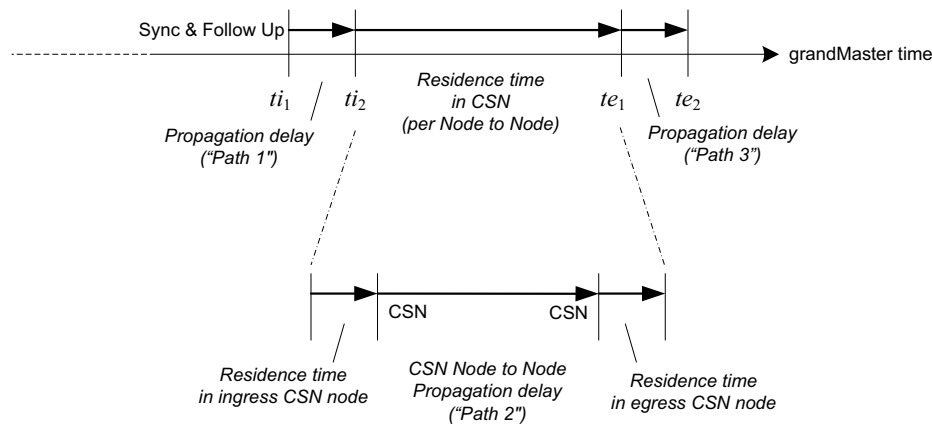 Sync & Follow Up
grandMaster time
ti1
ti2
te1
te2
Residence time
in CSN
(per Node to Node)
Propagation delay
(“Path 1")
Propagation delay
(“Path 3”)
CSN
CSN
Residence time
in ingress CSN node
CSN Node to Node
Propagation delay
(“Path 2")
Residence time
in egress CSN node